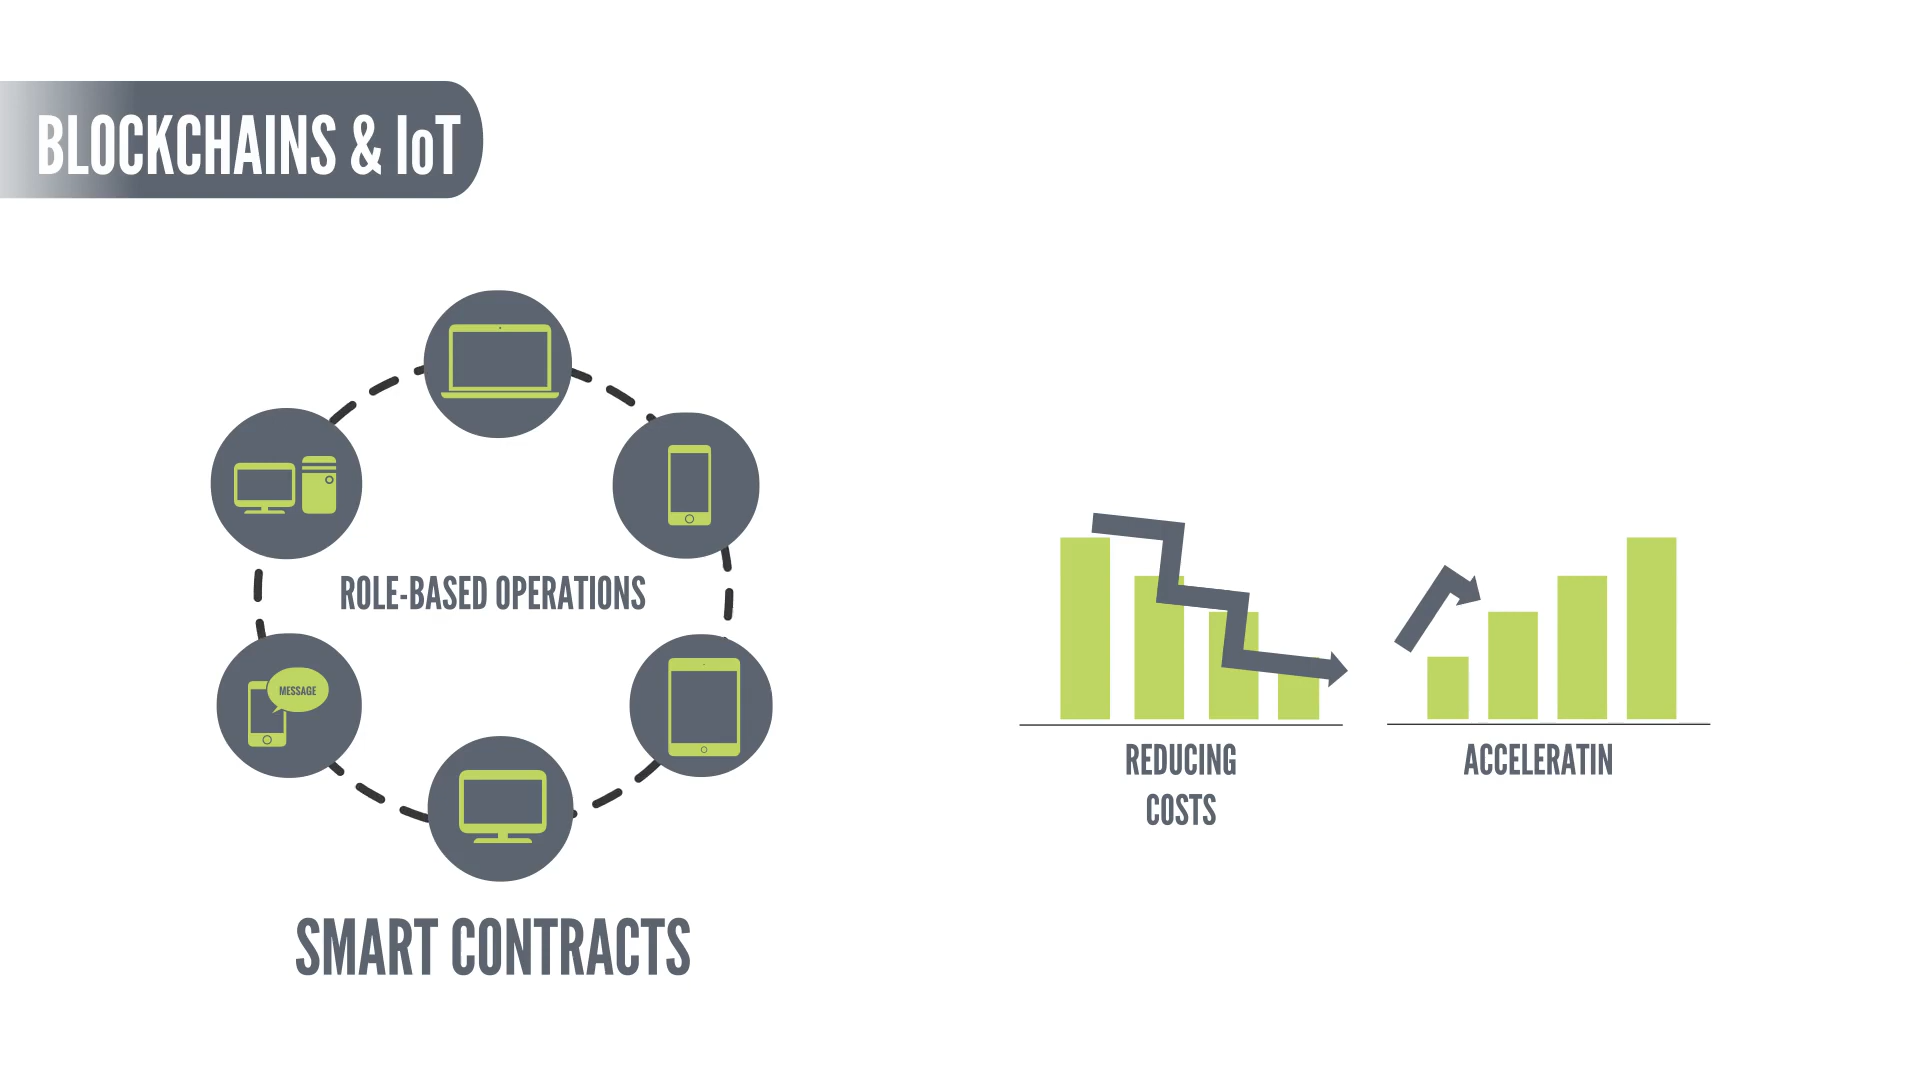 BLOCKCHAINS & IoT
ROLE-BASED OPERATIONS
MESSAGE
SMART CONTRACTS
REDUCING
COSTS
ACCELERATIN